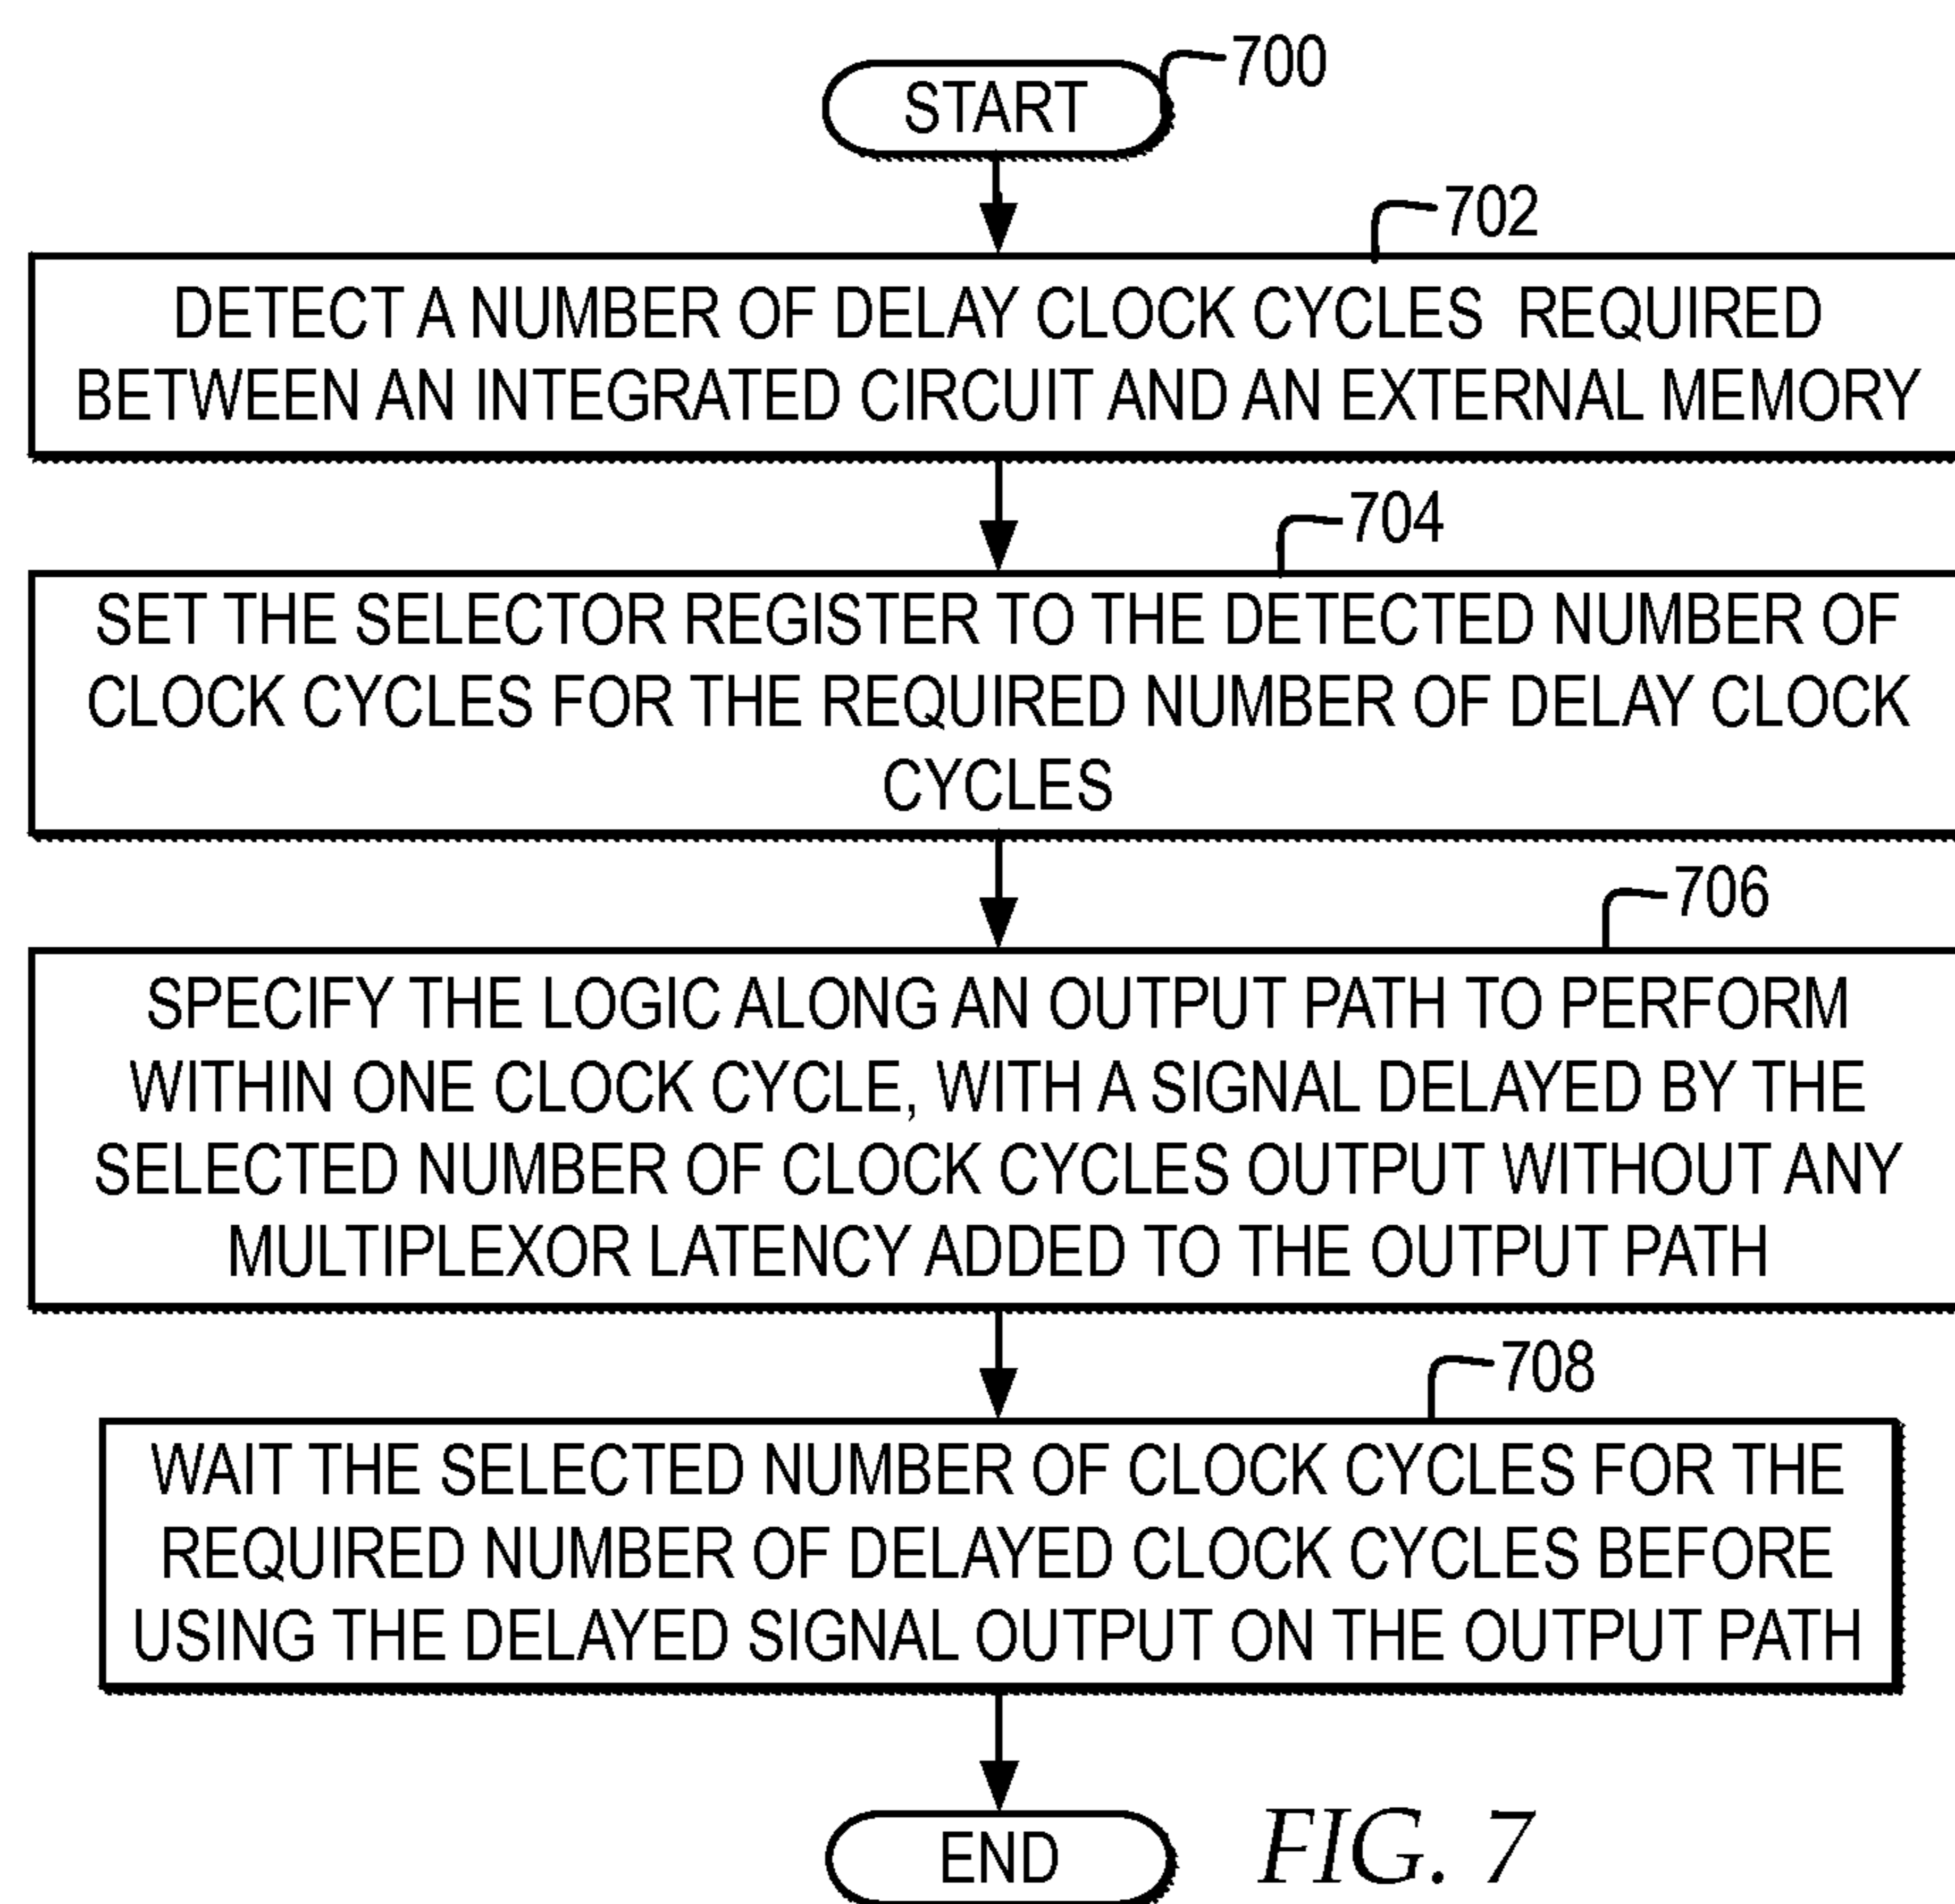 START
700
702
DETECT A NUMBER OF DELAY CLOCK CYCLES REQUIRED
BETWEEN AN INTEGRATED CIRCUIT AND AN EXTERNAL MEMORY
704
SET THE SELECTOR REGISTER TO THE DETECTED NUMBER OF
CLOCK CYCLES FOR THE REQUIRED NUMBER OF DELAY CLOCK
CYCLES
706
SPECIFY THE LOGIC ALONG AN OUTPUT PATH TO PERFORM
WITHIN ONE CLOCK CYCLE, WITH A SIGNAL DELAYED BY THE
SELECTED NUMBER OF CLOCK CYCLES OUTPUT WITHOUT ANY
MULTIPLEXOR LATENCY ADDED TO THE OUTPUT PATH
708
WAIT THE SELECTED NUMBER OF CLOCK CYCLES FOR THE
REQUIRED NUMBER OF DELAYED CLOCK CYCLES BEFORE
USING THE DELAYED SIGNAL OUTPUT ON THE OUTPUT PATH
END
FIG. 7